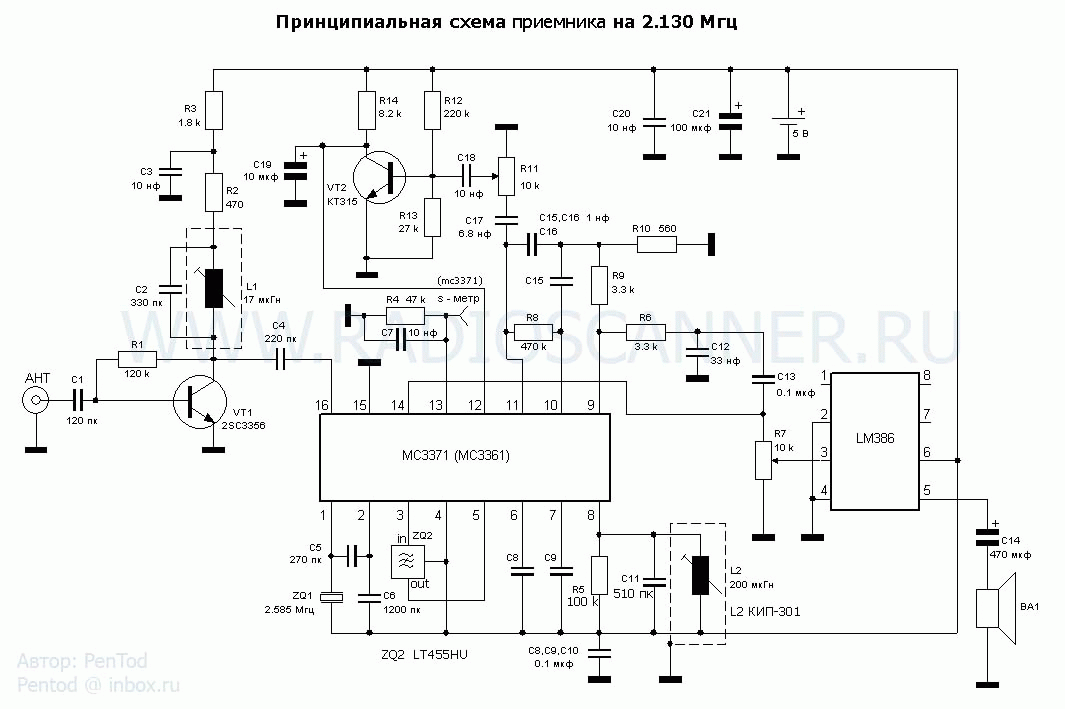 Принципиальная схема приемника на 2.130 Мгц
R3
1.8 k
R14
8.2 k
R12
220 k
C20
10 нф
C21
100 мкф
+
+
5 В
C3
10 нф
R2
470
C19
10 мкф
+
VT2
КТ315
C18
10 нф
R11
10 k
R13
27 k
C17
6.8 нф
C15,C16 1 нф
C16
R10 560
C2
330 пк
L1
17 мкГн
(mc3371)
s - метр
R4 47 k
C7 10 нф
C15
R9
3.3 k
WWW.RADIOSCANNER.RU
R8
470 k
R6
3.3 k
C12
33 нф
C4
220 пк
R1
120 k
АНТ
C1
120 пк
VT1
2SC3356
C13
0.1 мкф
R7
10 k
16 15 14 13 12 11 10 9
MC3371 (MC3361)
1 2 3 4 5 6 7 8
1 8
2 7
3 6
4 5
LM386
C5
270 пк
in ZQ2
out
C6
1200 пк
ZQ1
2.585 Мгц
C8
C9
R5
100 k
C11
510 пк
L2
200 мкГн
L2 КИП-301
+
C14
470 мкф
BA1
ZQ2 LT455HU
C8,C9,C10
0.1 мкф
Автор: PenTod
Pentod @ inbox.ru